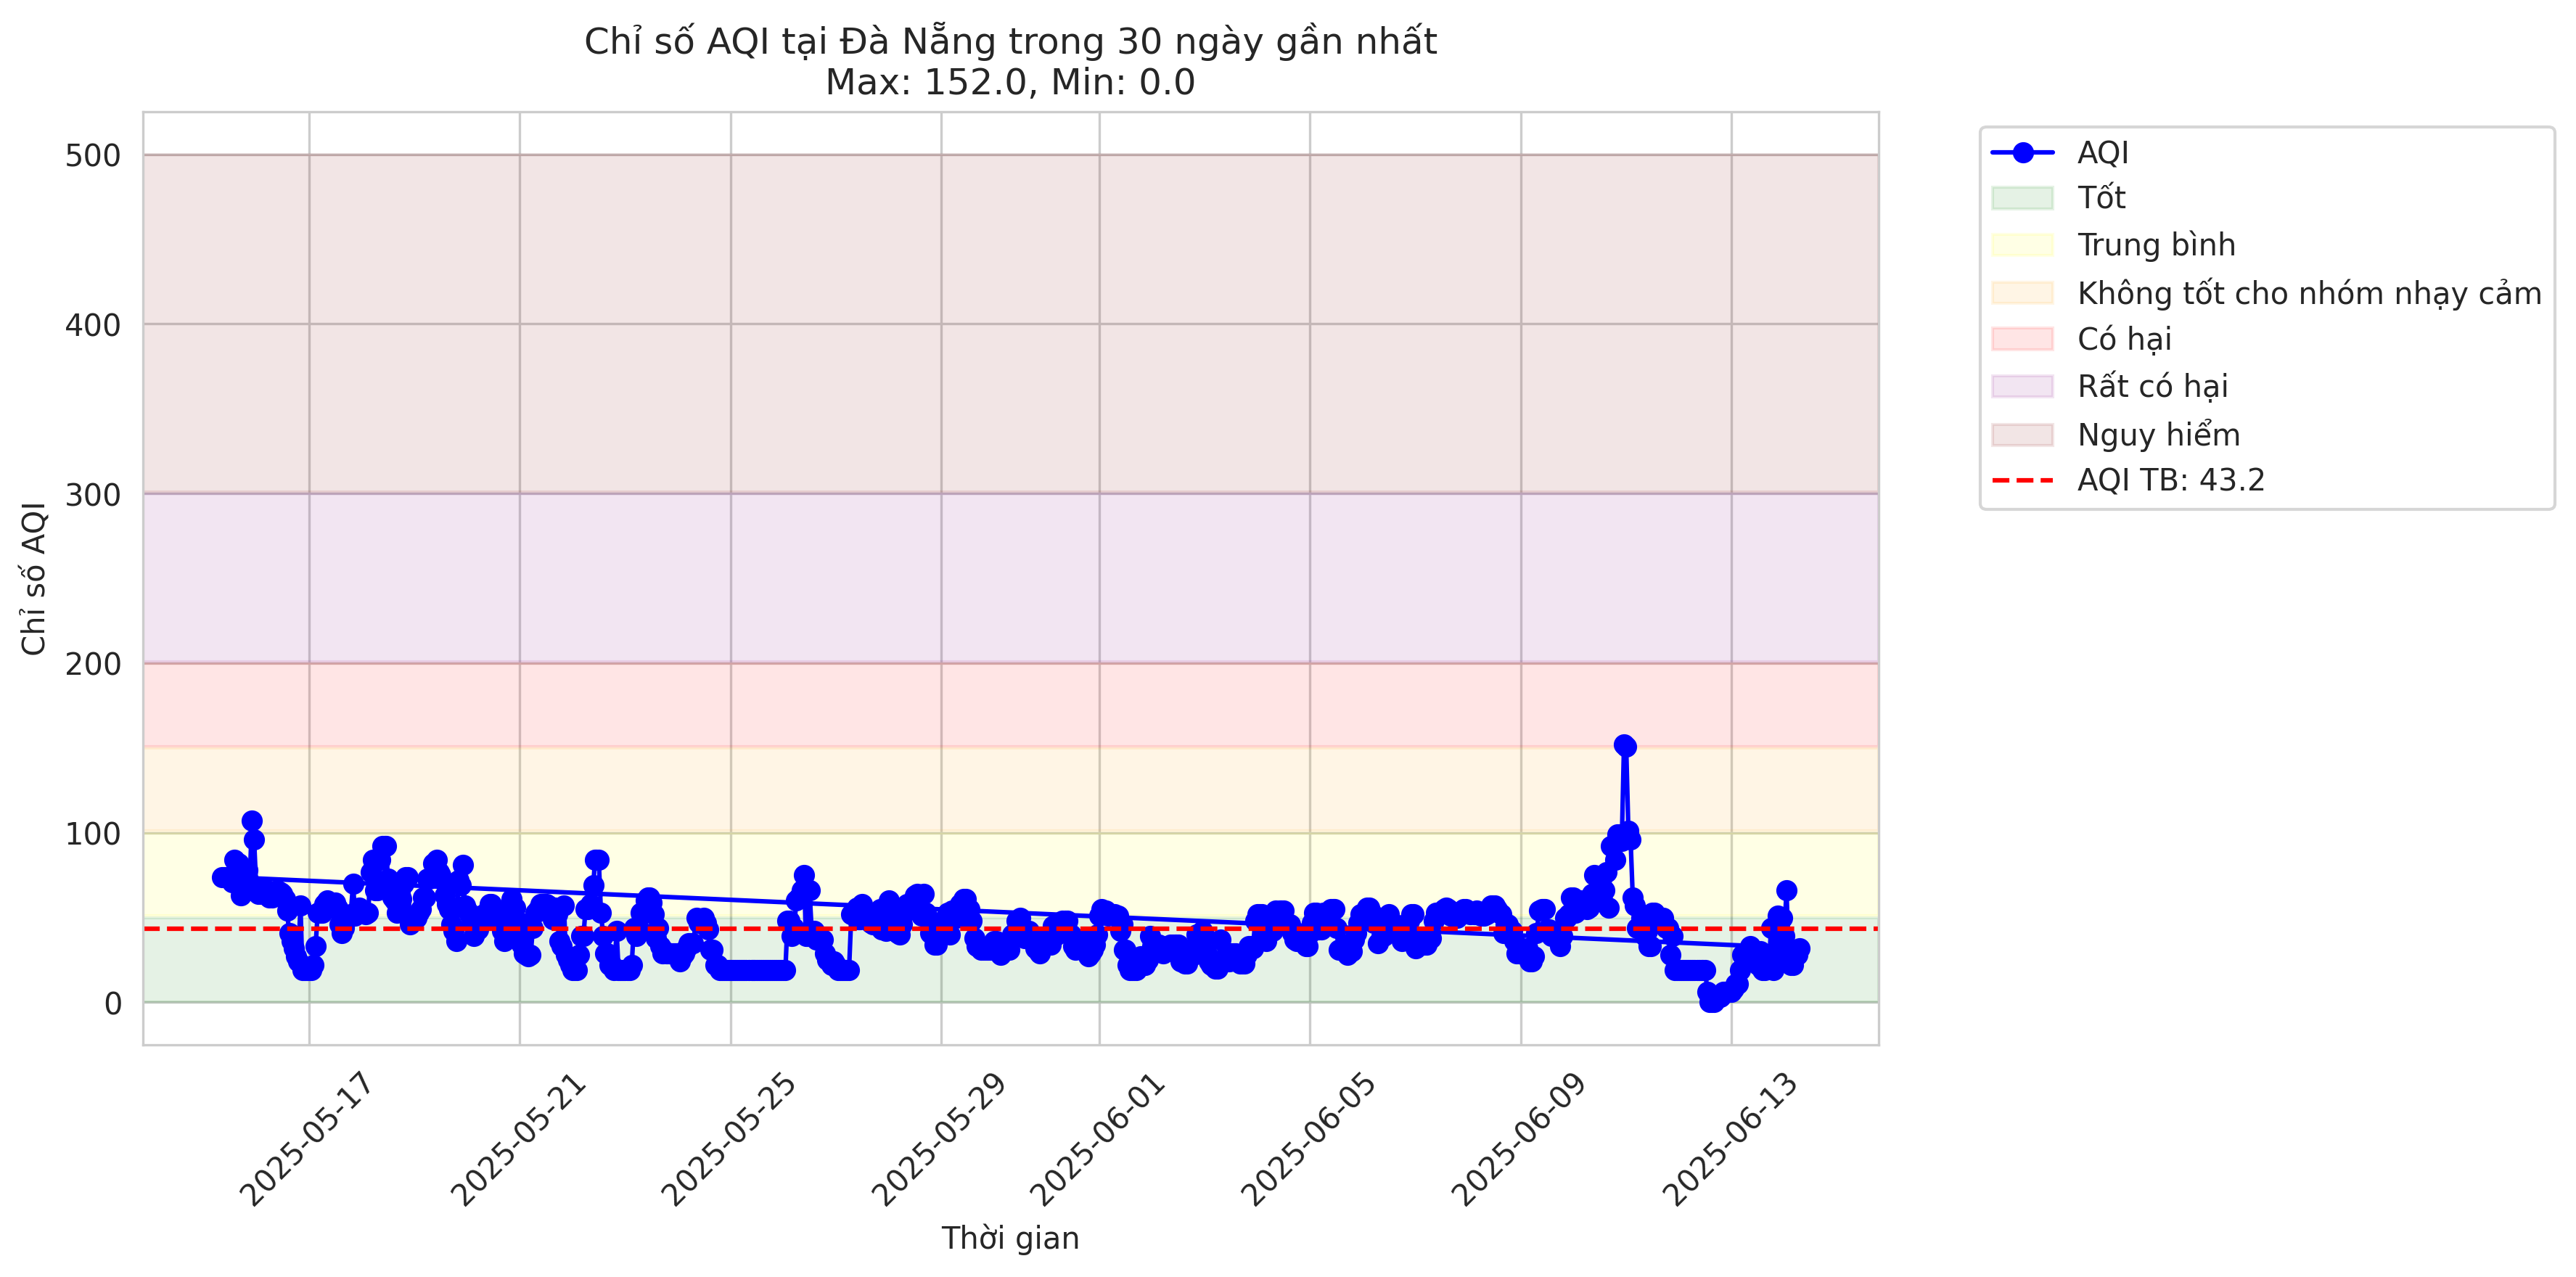 Chỉ số AQI tại Đà Nẵng trong 30 ngày gần nhất
Max: 152.0, Min: 0.0
Chỉ số AQI
500
400
300
200
100
0
2025-05-17
2025-05-21
2025-05-25
2025-05-29
2025-06-01
2025-06-05
2025-06-09
2025-06-13
Thời gian
AQI
Tốt
Trung bình
Không tốt cho nhóm nhạy cảm
Có hại
Rất có hại
Nguy hiểm
AQI TB: 43.2